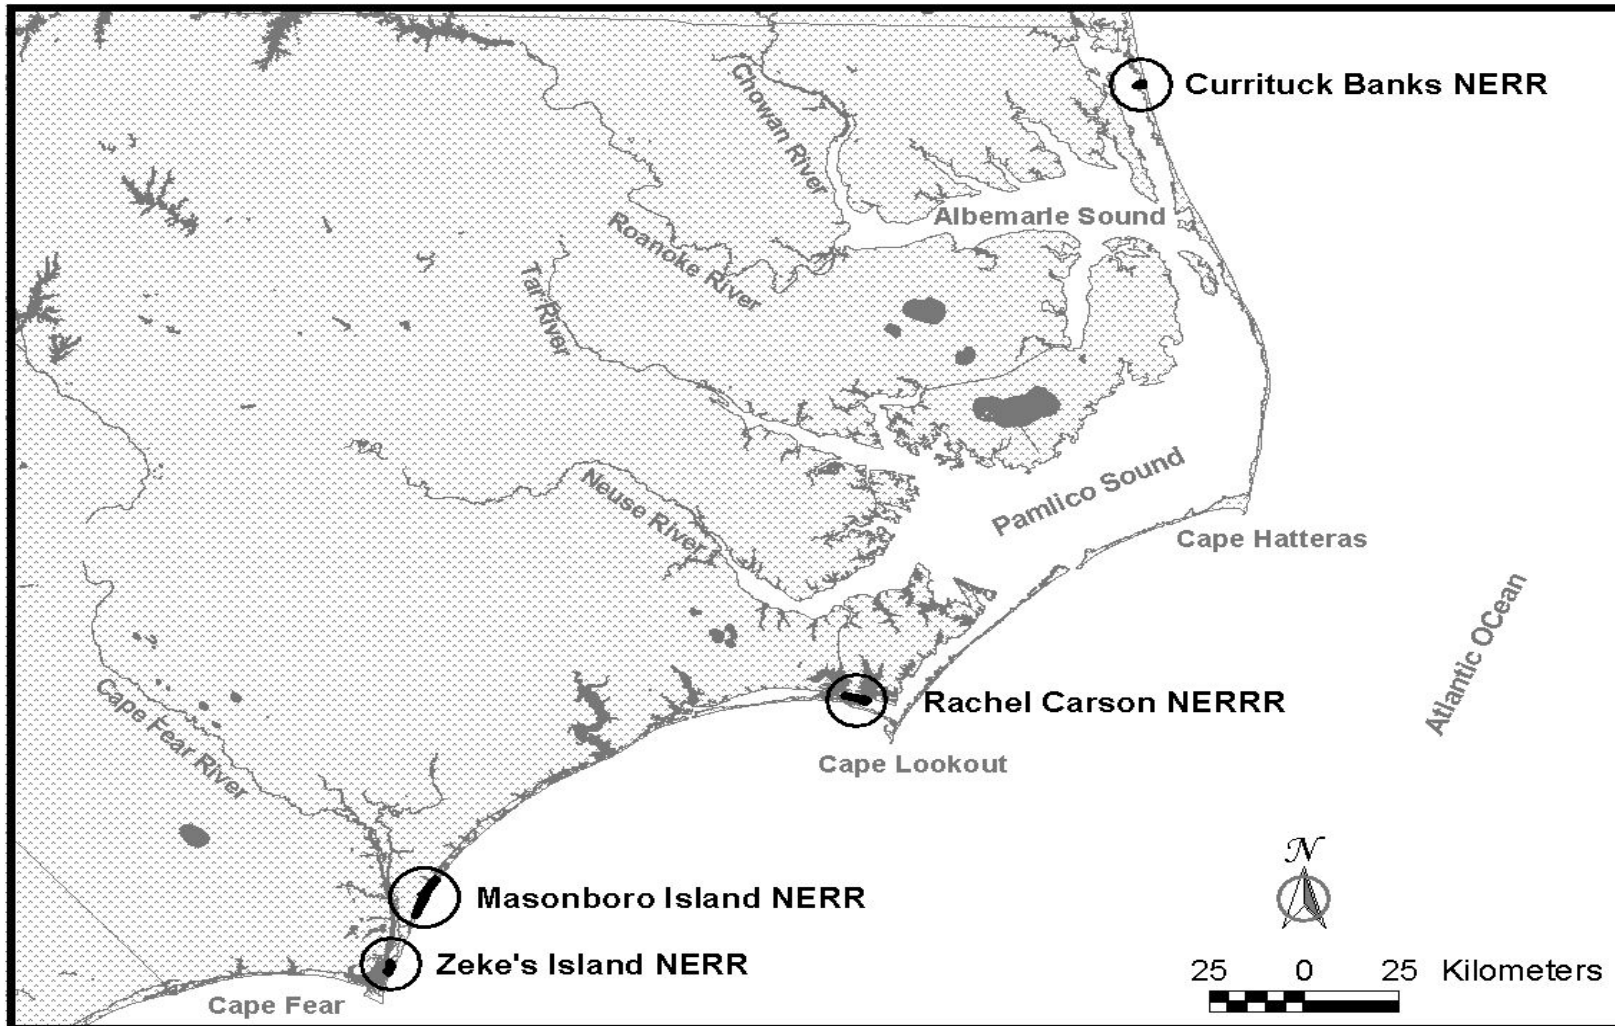 Currituck Banks NERR
Chowan River
Albemarle Sound
Roanoke River
Tar River
Pamlico Sound
Neuse River
Cape Hatteras
Atlantic OCean
Cape Fear River
Rachel Carson NERRR
Cape Lookout
N
Masonboro Island NERR
Zeke's Island NERR
25 0 25 Kilometers
Cape Fear